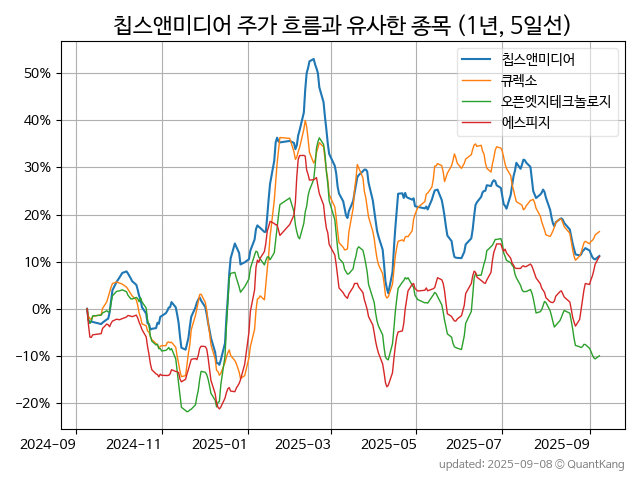 칩스앤미디어 주가 흐름과 유사한 종목 (1년, 5일선)
칩스앤미디어
큐렉소
오픈엣지테크놀로지
에스피지
50%
40%
30%
20%
10%
0%
−10%
−20%
2024−09
2024−11
2025−01
2025−03
2025−05
2025−07
2025−09
updated: 2025-09-08 © QuantKang